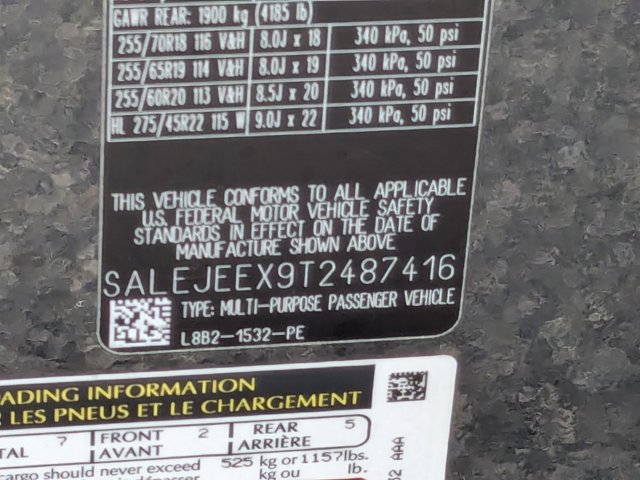 GAWR REAR: 1900 kg (4185 lb)
255/70R18 116 V&H 8.0J x 18 340 kPa, 50 psi
255/65R19 114 V&H 8.0J x 19 340 kPa, 50 psi
255/60R20 113 V&H 8.5J x 20 340 kPa, 50 psi
HL 275/45R22 115 W 9.0J x 22 340 kPa, 50 psi
THIS VEHICLE CONFORMS TO ALL APPLICABLE
U.S. FEDERAL MOTOR VEHICLE SAFETY
STANDARDS IN EFFECT ON THE DATE OF
MANUFACTURE SHOWN ABOVE
SALEJEEX9T2487416
TYPE: MULTI-PURPOSE PASSENGER VEHICLE
L8B2-1532-PE
ADING INFORMATION
LES PNEUS ET LE CHARGEMENT
TAL 7 FRONT 2 REAR 5
AVANT ARRIÈRE
cargo should never exceed 525 kg or 1157lbs.
kg ou lb.
AAA